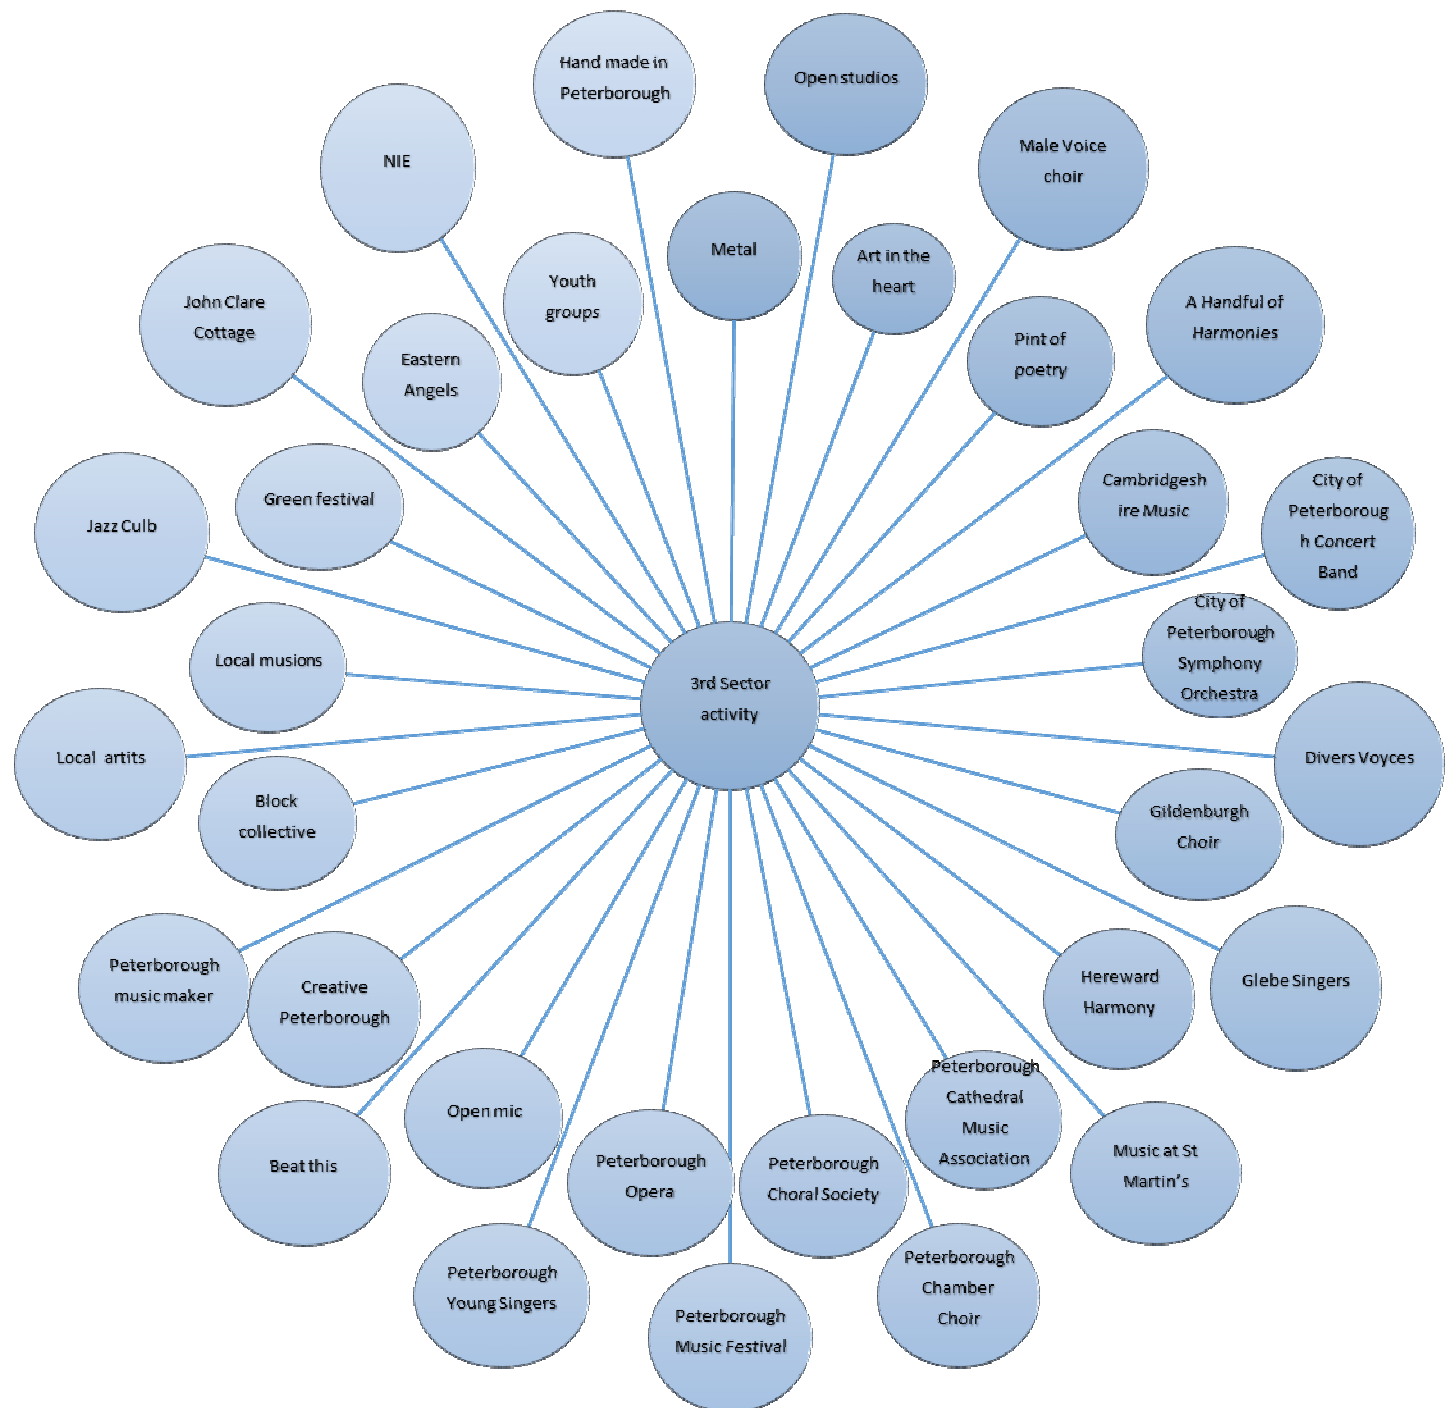 Hand made in
Peterborough
Open studios
NIE
Male Voice
choir
Metal
Art in the
heart
Youth
groups
John Clare
Cottage
A Handful of
Harmonies
Eastern
Angels
Pint of
poetry
Green festival
Jazz Culb
Cambridgesh
ire Music
City of
Peterboroug
h Concert
Band
Local musions
City of
Peterborough
Symphony
Orchestra
3rd Sector
activity
Local artits
Divers Voyces
Block
collective
Gildenburgh
Choir
Peterborough
music maker
Creative
Peterborough
Hereward
Harmony
Glebe Singers
Open mic
Peterborough
Cathedral
Music
Association
Beat this
Peterborough
Opera
Peterborough
Choral Society
Music at St
Martin's
Peterborough
Young Singers
Peterborough
Music Festival
Peterborough
Chamber
Choir